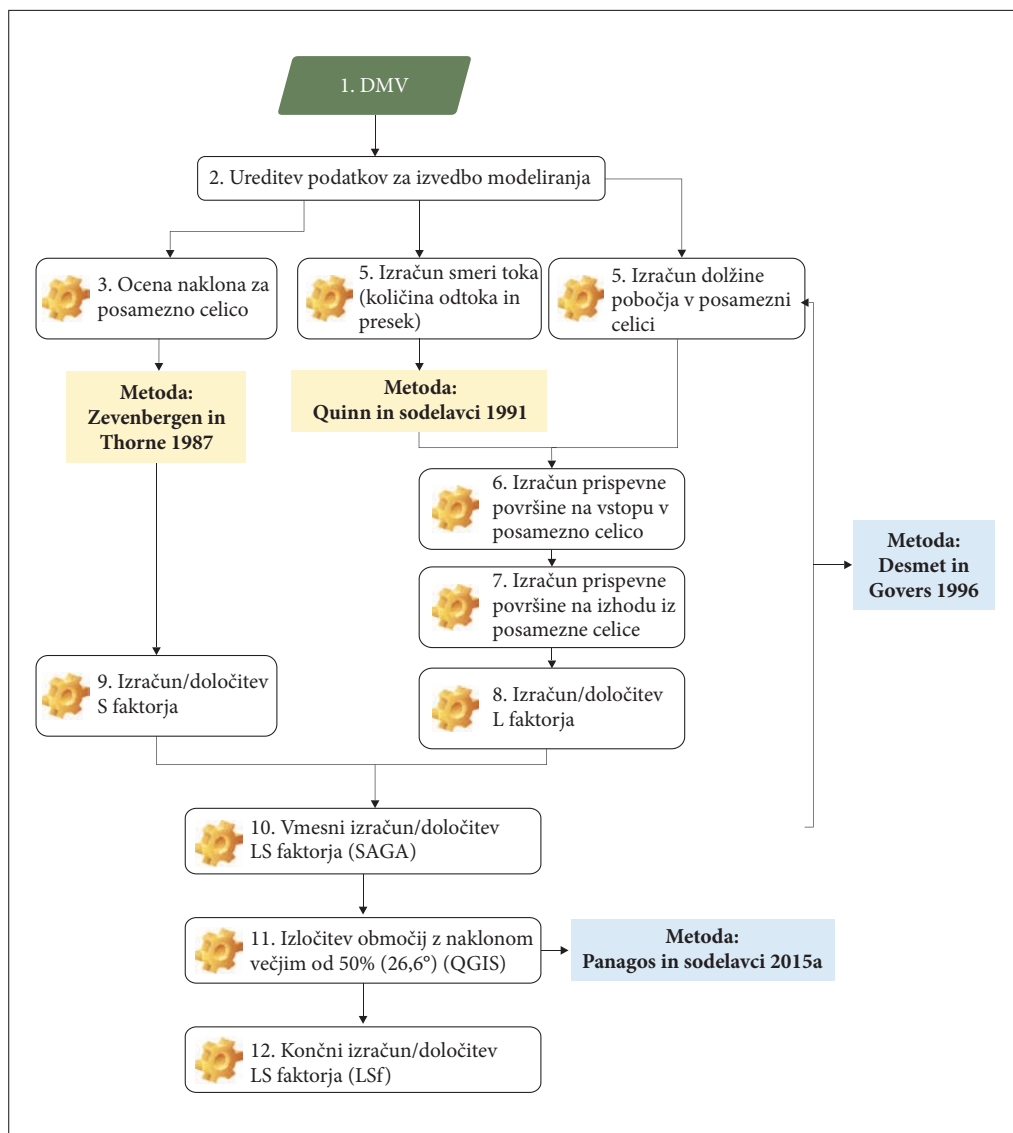 1. DMV
2. Ureditev podatkov za izvedbo modeliranja
3. Ocena naklona za
posamezno celico
5. Izračun smeri toka
(količina odtoka in
presek)
5. Izračun dolžine
pobočja v posamezni
celici
Metoda:
Zevenbergen in
Thorne 1987
Metoda:
Quinn in sodelavci 1991
6. Izračun prispevne
površine na vstopu v
posamezno celico
7. Izračun prispevne
površine na izhodu iz
posamezne celice
Metoda:
Desmet in
Govers 1996
9. Izračun/določitev
S faktorja
8. Izračun/določitev
L faktorja
10. Vmesni izračun/določitev
LS faktorja (SAGA)
11. Izločitev območij z naklonom
večjim od 50% (26,6°) (QGIS)
Metoda:
Panagos in sodelavci 2015a
12. Končni izračun/določitev
LS faktorja (LSf)